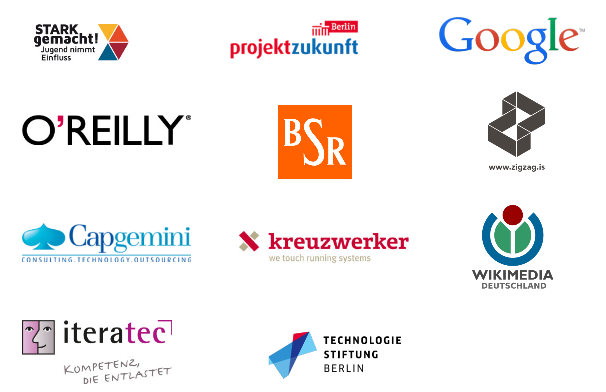 STARK
gemacht!
Jugend nimmt
Einfluss
Berlin
projektzukunft
Google™
O'REILLY®
BSR
www.zigzag.is
Capgemini
CONSULTING.TECHNOLOGY.OUTSOURCING
kreuzwerker
we touch running systems
WIKIMEDIA
DEUTSCHLAND
iteratec
KOMPETENZ,
DIE ENTLASTET
TECHNOLOGIE
STIFTUNG
BERLIN